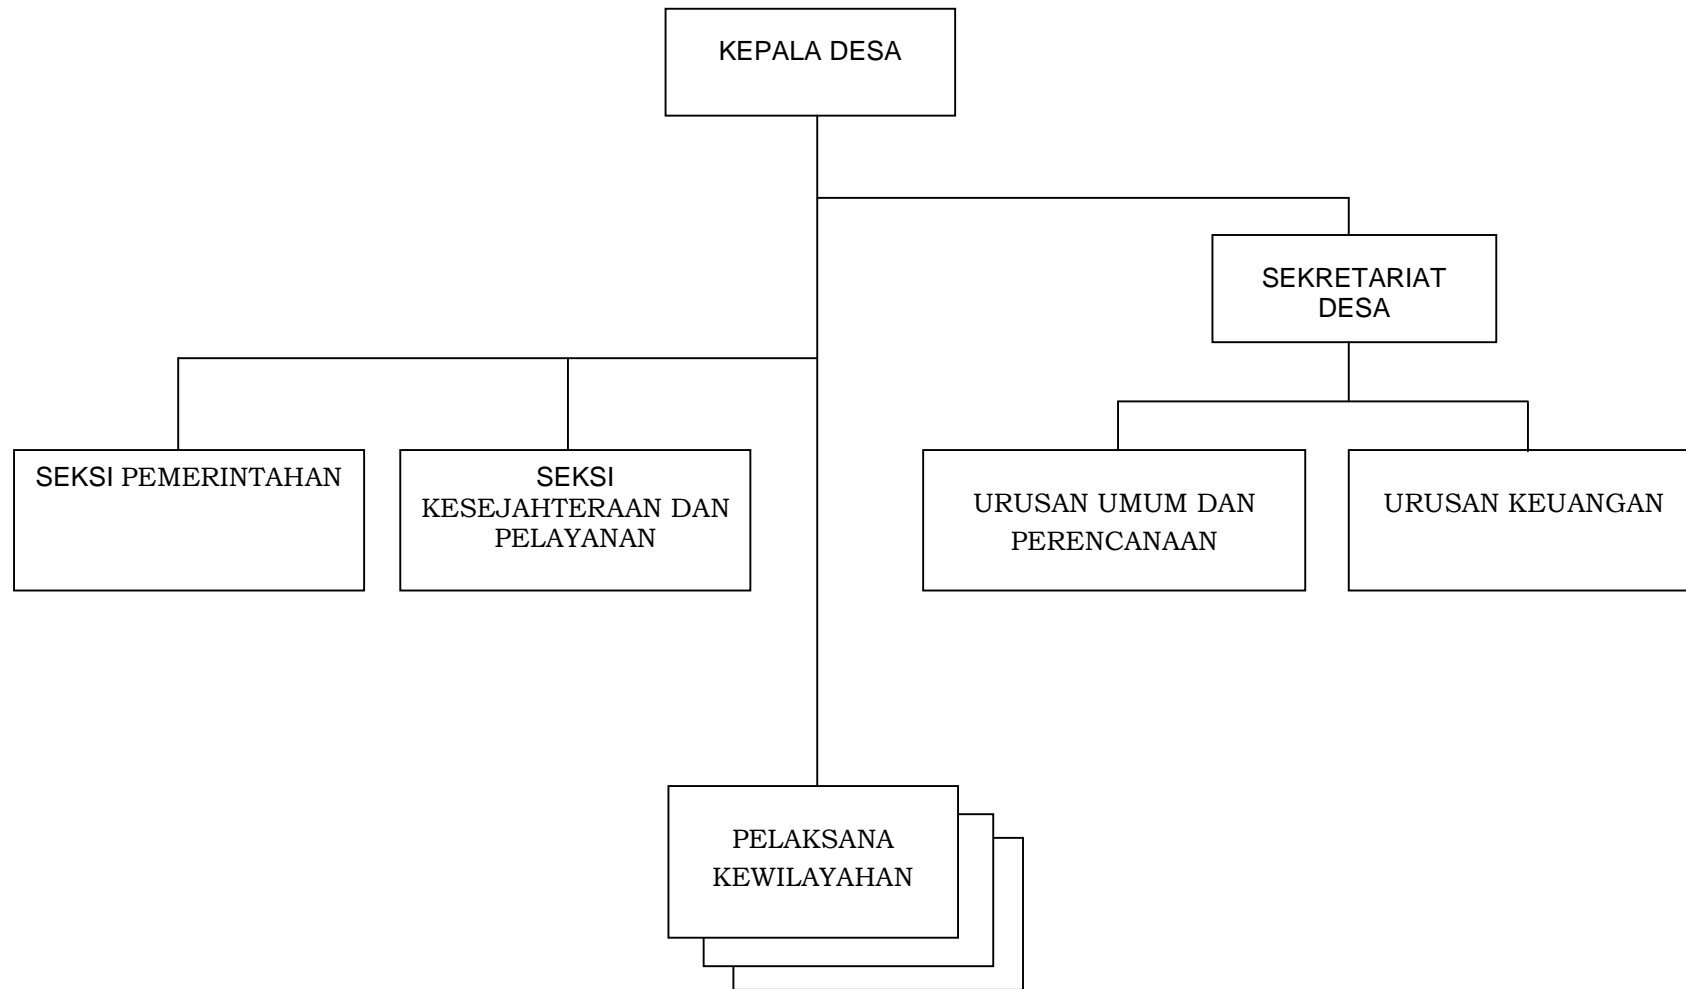 KEPALA DESA
SEKRETARIAT
DESA
SEKSI PEMERINTAHAN
SEKSI
KESEJAHTERAAN DAN
PELAYANAN
URUSAN UMUM DAN
PERENCANAAN
URUSAN KEUANGAN
PELAKSANA
KEWILAYAHAN